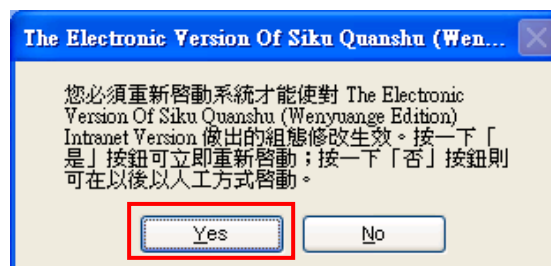 The Electronic Version Of Siku Quanshu (Wen...
您必須重新啓動系統才能使對 The Electronic
Version Of Siku Quanshu (Wenyuange Edition)
Intranet Version 做出的組態修改生效。按一下「
是」按鈕可立即重新啓動；按一下「否」按鈕則
可在以後以人工方式啓動。
Yes
No